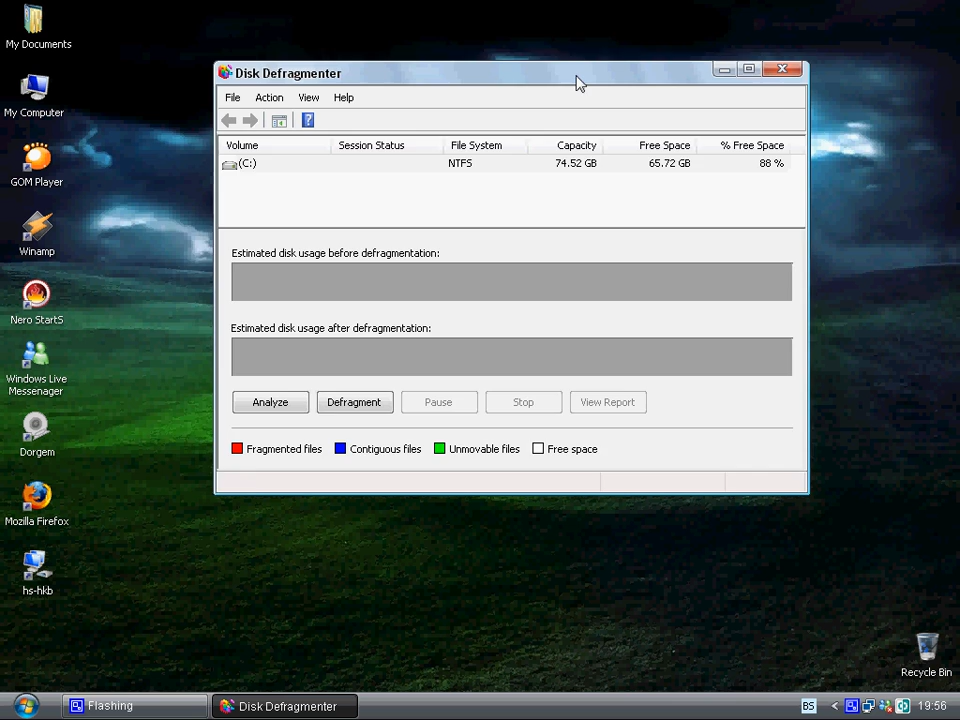 My Documents
My Computer
GOM Player
Winamp
Nero StartS
Windows Live
Messenager
Dorgem
Mozilla Firefox
hs-hkb
Disk Defragmenter
File Action View Help
Volume Session Status File System Capacity Free Space % Free Space
(C:) NTFS 74.52 GB 65.72 GB 88 %
Estimated disk usage before defragmentation:
Estimated disk usage after defragmentation:
Analyze Defragment Pause Stop View Report
Fragmented files Contiguous files Unmovable files Free space
Recycle Bin
Flashing Disk Defragmenter BS < 19:56